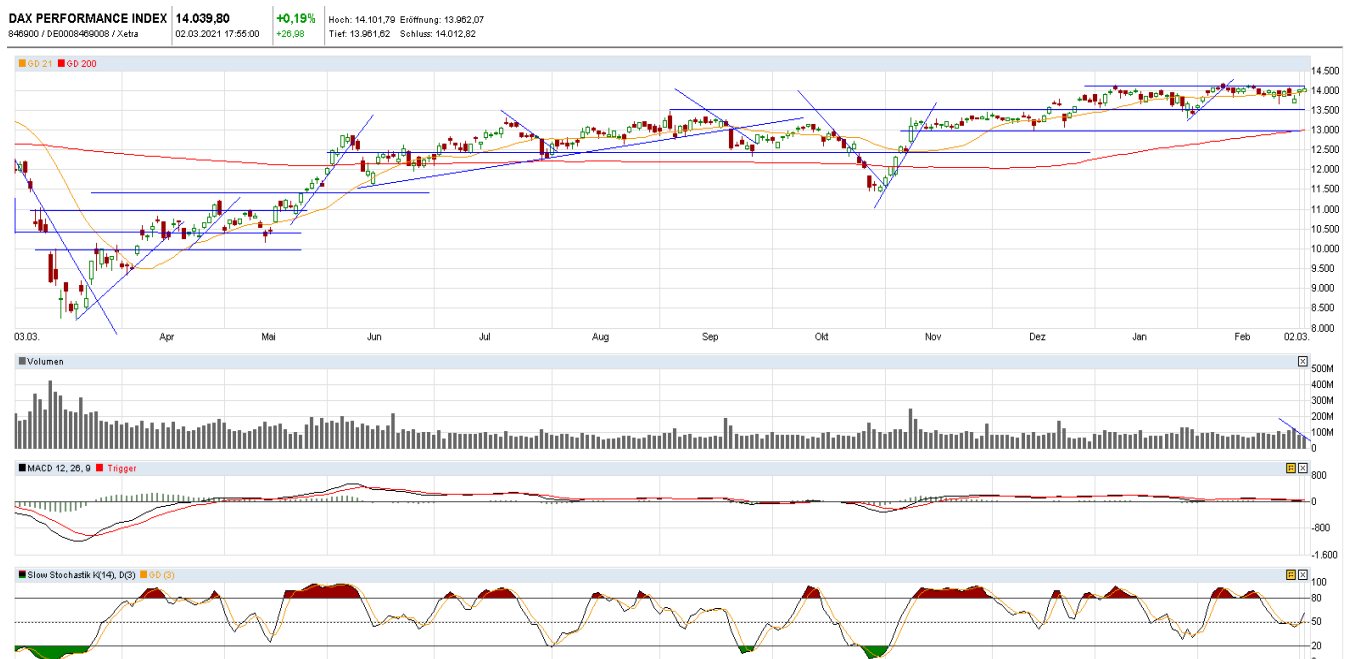 DAX PERFORMANCE INDEX 14.039,80 +0,19% Hoch: 14.101,79 Eröffnung: 13.962,07
846900 / DE0008469008 / Xetra 02.03.2021 17:55:00 +26,98 Tief: 13.961,62 Schluss: 14.012,82
GD 21 GD 200
14.500
14.000
13.500
13.000
12.500
12.000
11.500
11.000
10.500
10.000
9.500
9.000
8.500
8.000
03.03. Apr Mai Jun Jul Aug Sep Okt Nov Dez Jan Feb 02.03.
Volumen
500M
400M
300M
200M
100M
0
MACD 12, 26, 9 Trigger
800
0
-800
-1.600
Slow Stochastik K(14), D(3) GD (3)
100
80
50
20